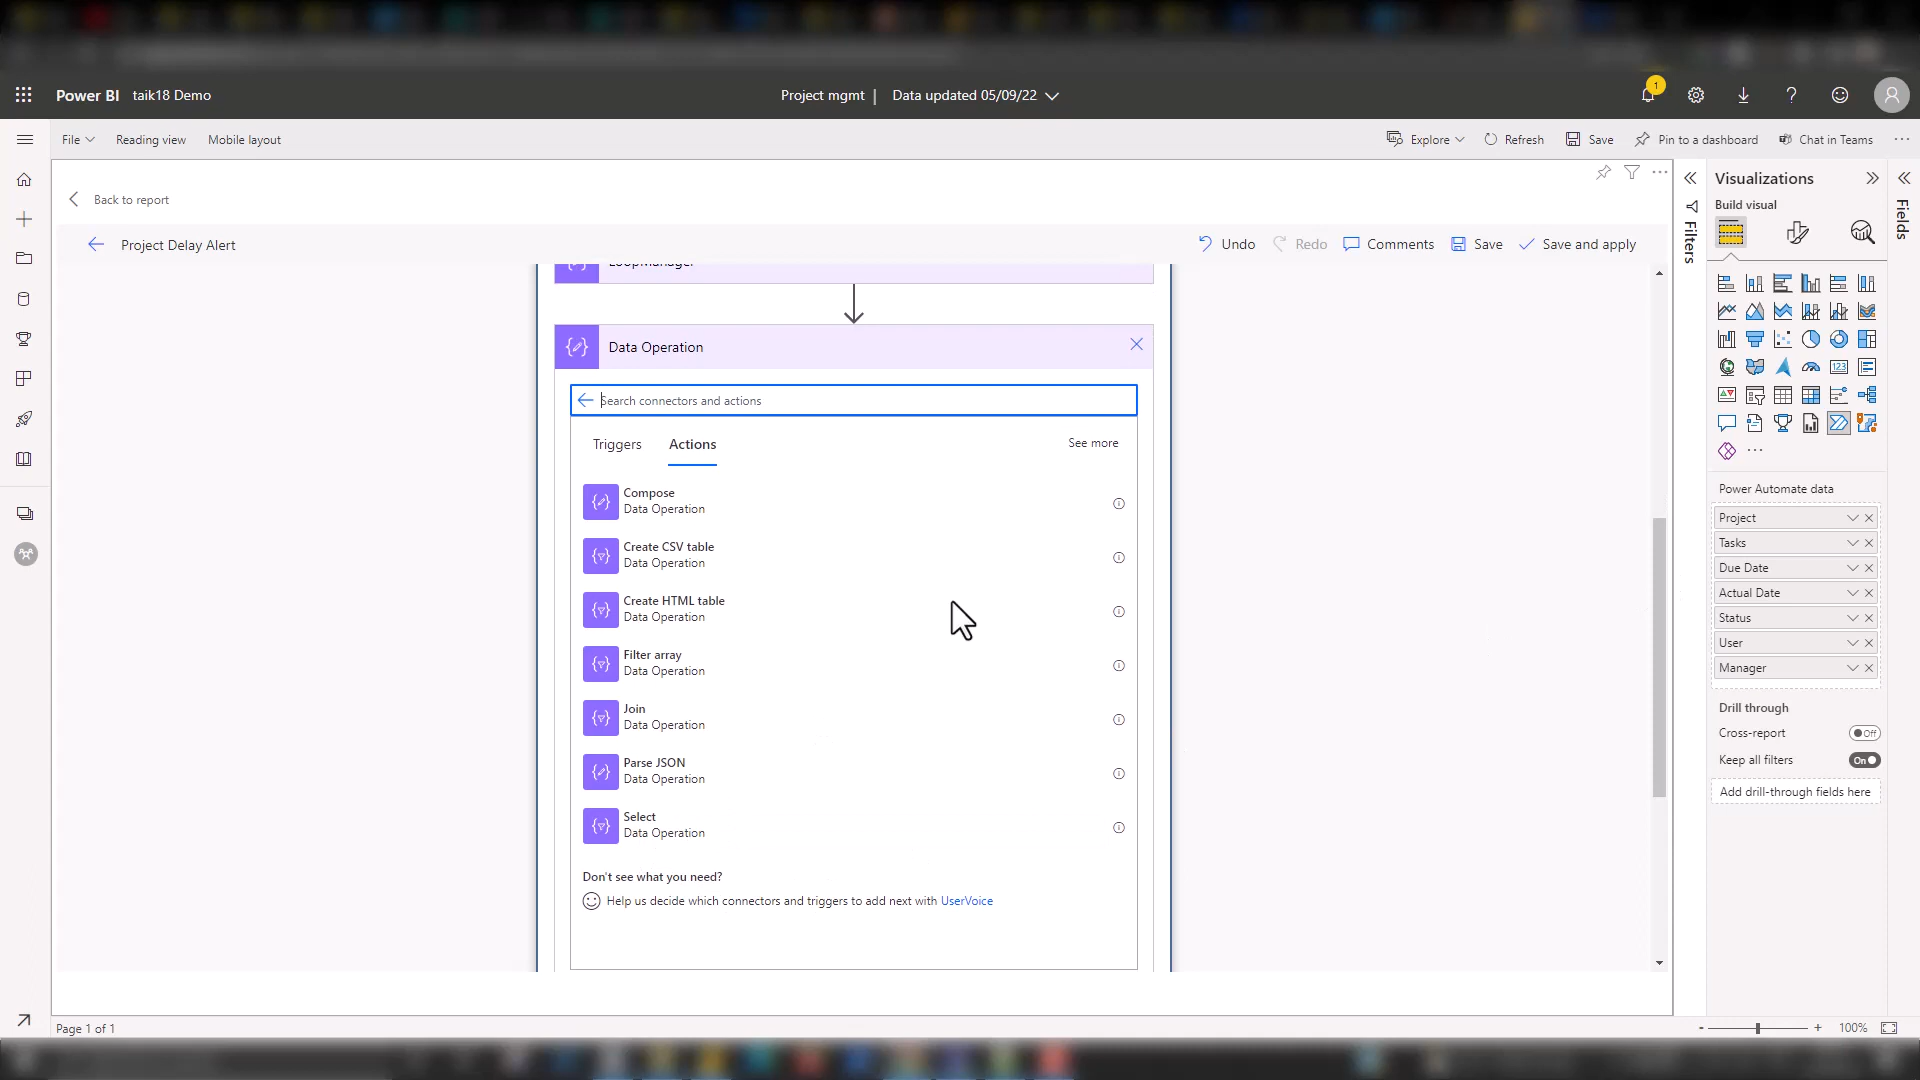 Power BI taik18 Demo
Project mgmt | Data updated 05/09/22
1
File Reading view Mobile layout
Explore Refresh Save Pin to a dashboard Chat in Teams
Back to report
Project Delay Alert
Undo Redo Comments Save Save and apply
LoopManager
Data Operation
Search connectors and actions
Triggers Actions See more
Compose
Data Operation
Create CSV table
Data Operation
Create HTML table
Data Operation
Filter array
Data Operation
Join
Data Operation
Parse JSON
Data Operation
Select
Data Operation
Don't see what you need?
Help us decide which connectors and triggers to add next with UserVoice
Filters
Visualizations
Build visual
Power Automate data
Project
Tasks
Due Date
Actual Date
Status
User
Manager
Drill through
Cross-report Off
Keep all filters On
Add drill-through fields here
Fields
Page 1 of 1
- + 100%